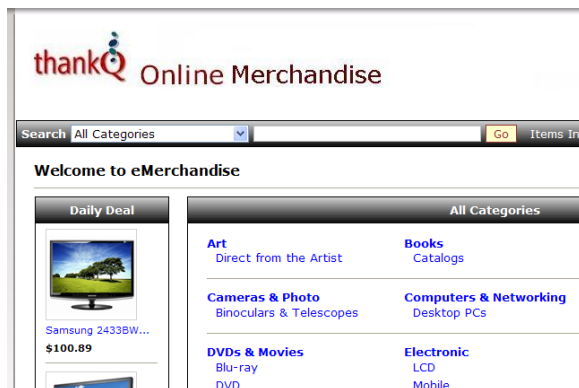 thankQ Online Merchandise
Search All Categories Go Items In
Welcome to eMerchandise
Daily Deal
All Categories
Samsung 2433BW...
$100.89
Art
Direct from the Artist
Books
Catalogs
Cameras & Photo
Binoculars & Telescopes
Computers & Networking
Desktop PCs
DVDs & Movies
Blu-ray
DVD
Electronic
LCD
Mobile